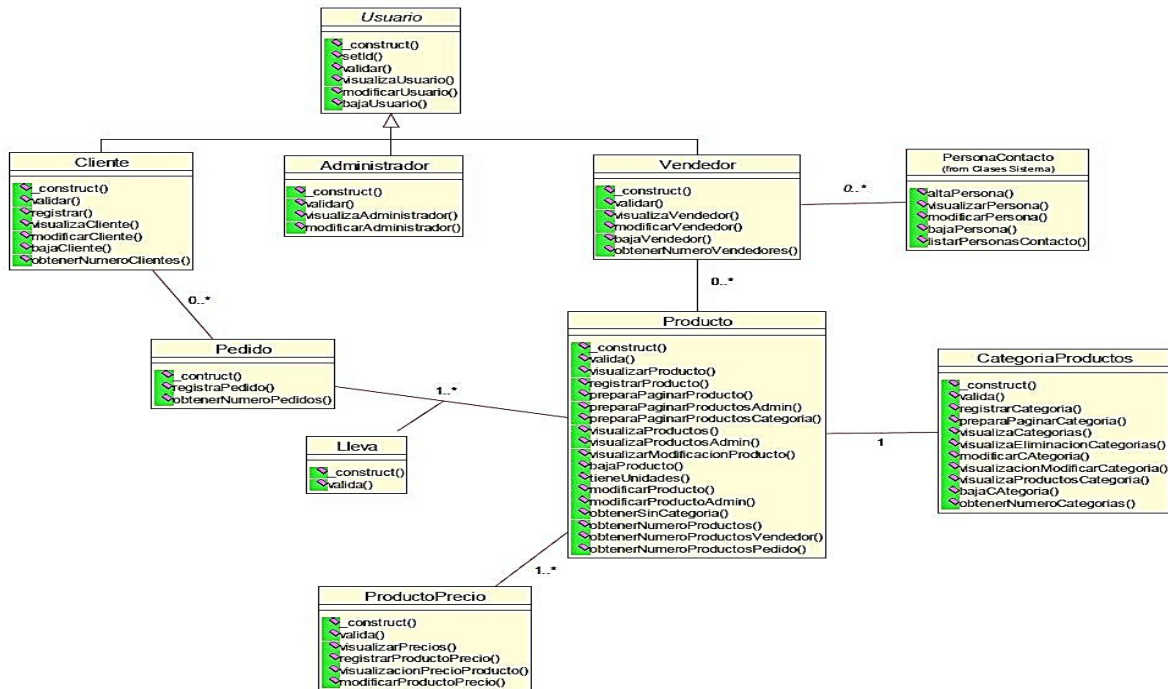 Usuario
_construct()
setId()
validar()
visualizaUsuario()
modificarUsuario()
bajaUsuario()
Cliente
_construct()
validar()
registrar()
visualizaCliente()
modificarCliente()
bajaCliente()
obtenerNumeroClientes()
Administrador
_construct()
validar()
visualizaAdministrador()
modificarAdministrador()
Vendedor
_construct()
validar()
visualizaVendedor()
modificarVendedor()
bajaVendedor()
obtenerNumeroVendedores()
0..*
PersonaContacto
(from Clases Sistema)
altaPersona()
visualizarPersona()
modificarPersona()
bajaPersona()
listarPersonasContacto()
0..*
0..*
Pedido
_contruct()
registraPedido()
obtenerNumeroPedidos()
1..*
Lleva
_construct()
valida()
Producto
_construct()
valida()
visualizarProducto()
registrarProducto()
preparaPaginarProducto()
preparaPaginarProductosAdmin()
preparaPaginarProductosCategoria()
visualizaProductos()
visualizaProductosAdmin()
visualizarModificacionProducto()
bajaProducto()
tieneUnidades()
modificarProducto()
modificarProductoAdmin()
obtenerSinCategoria()
obtenerNumeroProductos()
obtenerNumeroProductosVendedor()
obtenerNumeroProductosPedido()
1
CategoriaProductos
_construct()
valida()
registrarCategoria()
preparaPaginarCategoria()
visualizaCategorias()
visualizaEliminacionCategorias()
modificarCAtegoria()
visualizacionModificarCategoria()
visualizaProductosCategoria()
bajaCAtegoria()
obtenerNumeroCategorias()
1..*
ProductoPrecio
_construct()
valida()
visualizarPrecios()
registrarProductoPrecio()
visualizacionPrecioProducto()
modificarProductoPrecio()